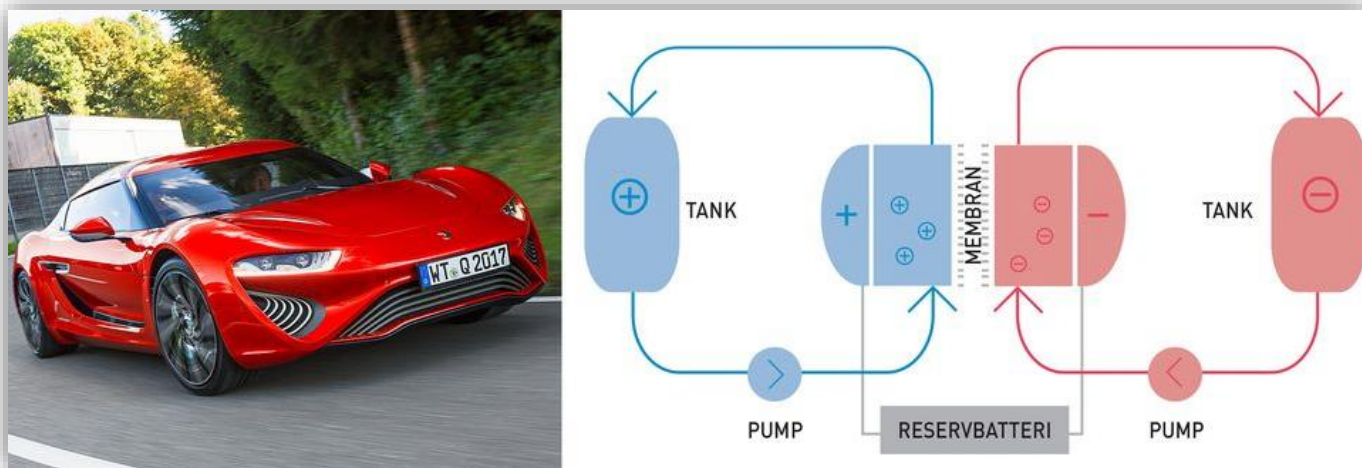 WT Q 2017
TANK
MEMBRAN
TANK
PUMP
RESERVBATTERI
PUMP
+
+
+
+
+
−
−
−
−
−